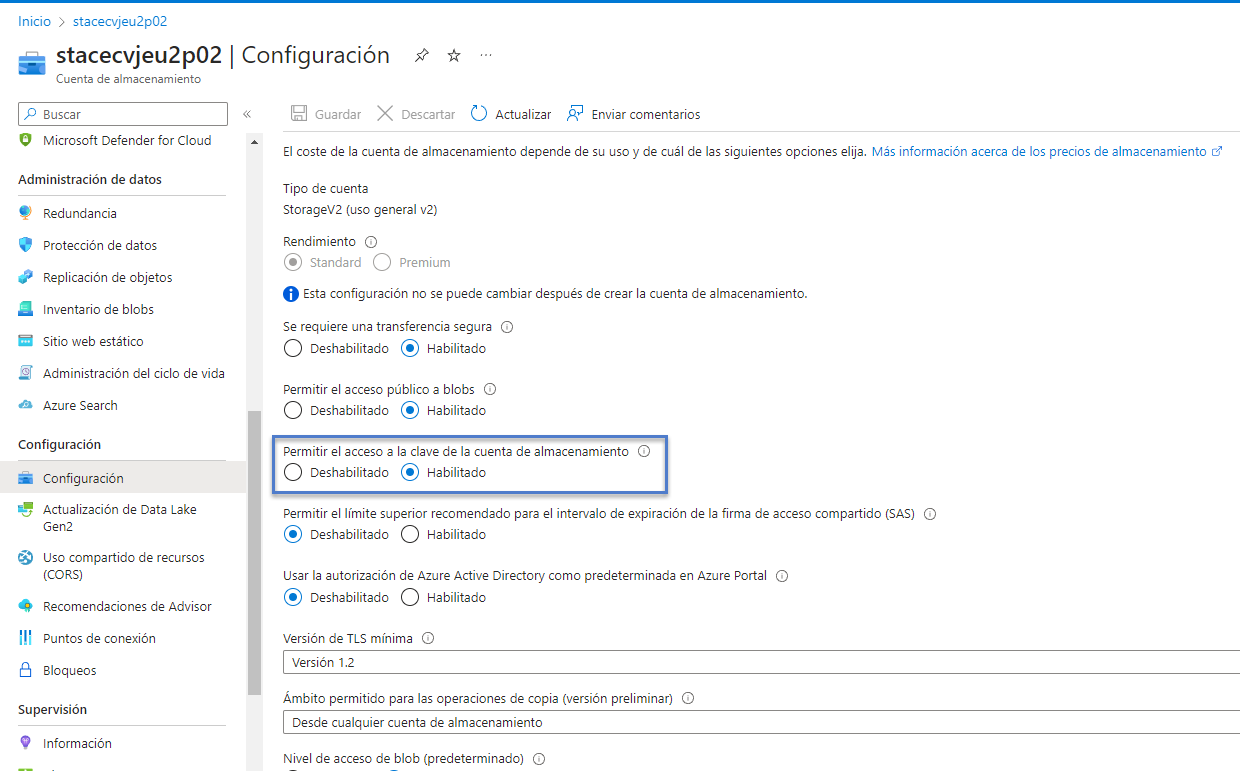 Inicio > stacecvjeu2p02
stacecvjeu2p02 | Configuración
Cuenta de almacenamiento
Buscar
Microsoft Defender for Cloud
Administración de datos
Redundancia
Protección de datos
Replicación de objetos
Inventario de blobs
Sitio web estático
Administración del ciclo de vida
Azure Search
Configuración
Configuración
Actualización de Data Lake
Gen2
Uso compartido de recursos
(CORS)
Recomendaciones de Advisor
Puntos de conexión
Bloqueos
Supervisión
Información
Guardar Descartar Actualizar Enviar comentarios
El coste de la cuenta de almacenamiento depende de su uso y de cuál de las siguientes opciones elija. Más información acerca de los precios de almacenamiento
Tipo de cuenta
StorageV2 (uso general v2)
Rendimiento
Standard Premium
Esta configuración no se puede cambiar después de crear la cuenta de almacenamiento.
Se requiere una transferencia segura
Deshabilitado Habilitado
Permitir el acceso público a blobs
Deshabilitado Habilitado
Permitir el acceso a la clave de la cuenta de almacenamiento
Deshabilitado Habilitado
Permitir el límite superior recomendado para el intervalo de expiración de la firma de acceso compartido (SAS)
Deshabilitado Habilitado
Usar la autorización de Azure Active Directory como predeterminada en Azure Portal
Deshabilitado Habilitado
Versión de TLS mínima
Versión 1.2
Ámbito permitido para las operaciones de copia (versión preliminar)
Desde cualquier cuenta de almacenamiento
Nivel de acceso de blob (predeterminado)